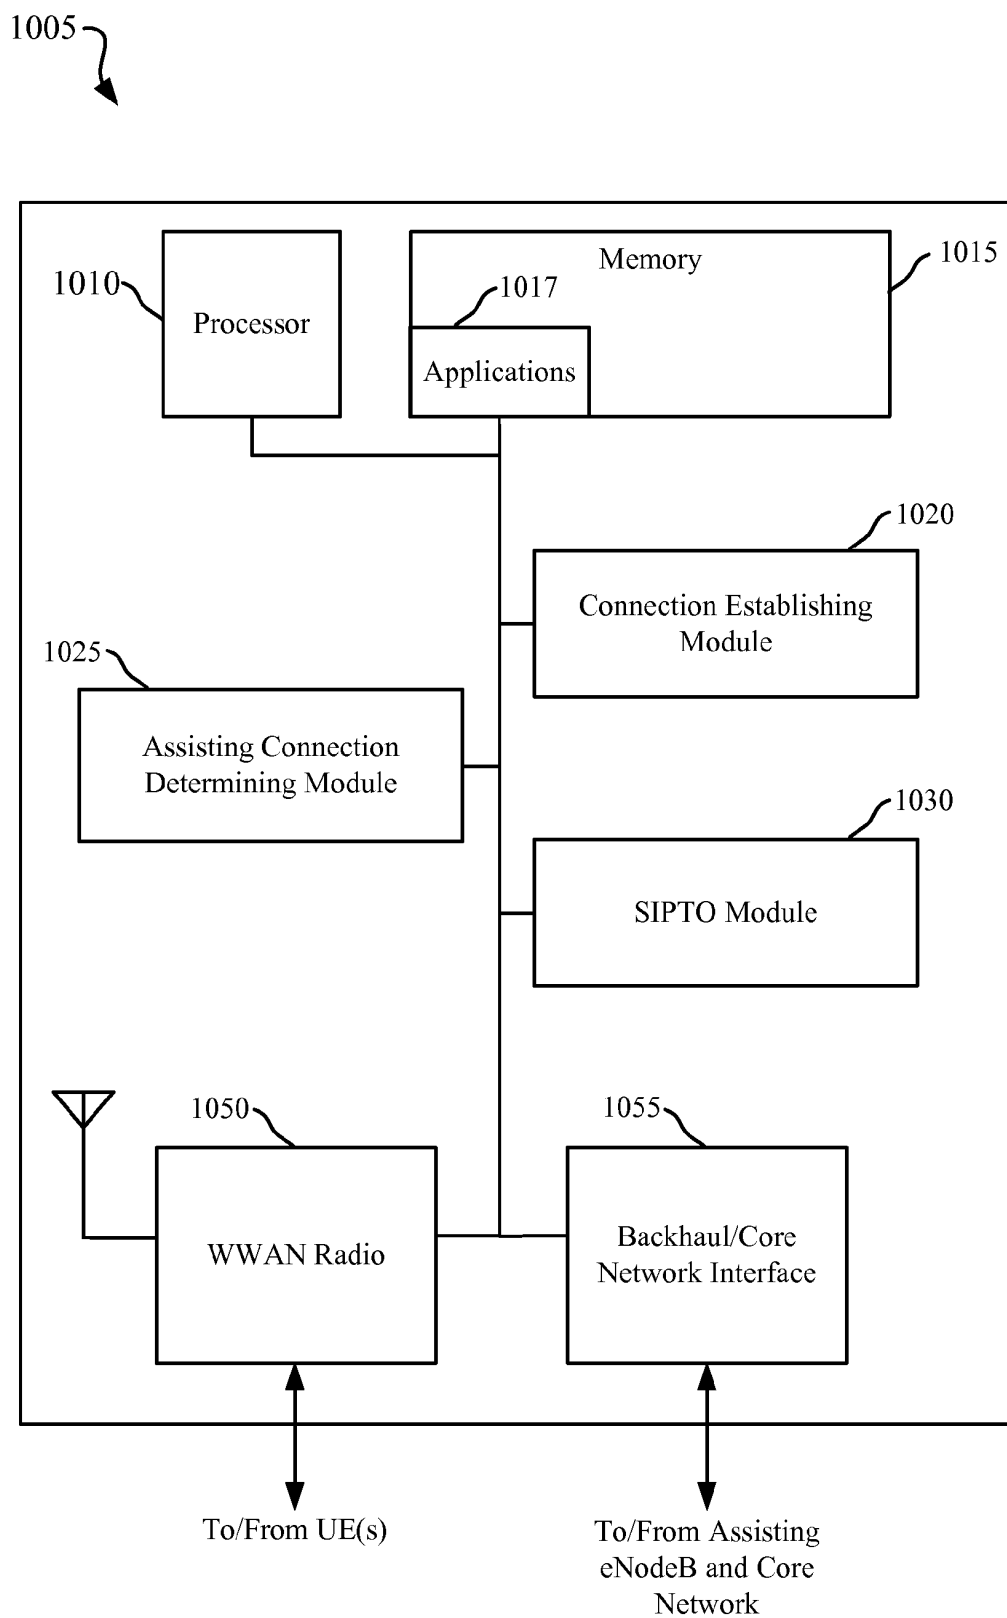 1005
Memory
1015
1010
1017
Processor
Applications
1020
Connection Establishing
Module
1025
Assisting Connection
Determining Module
1030
SIPTO Module
1050
1055
WWAN Radio
Backhaul/Core
Network Interface
To/From UE(s)
To/From Assisting
eNodeB and Core
Network